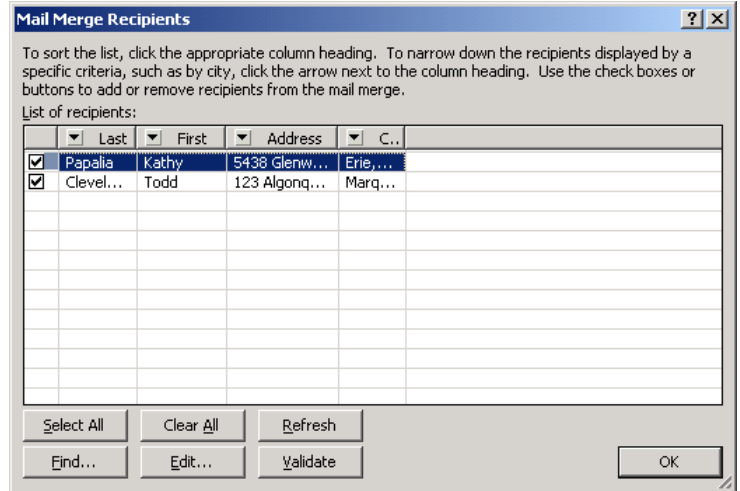 Mail Merge Recipients
To sort the list, click the appropriate column heading. To narrow down the recipients displayed by a
specific criteria, such as by city, click the arrow next to the column heading. Use the check boxes or
buttons to add or remove recipients from the mail merge.
List of recipients:
Last First Address C..
Papalia Kathy 5438 Glenw... Erie,...
Clevel... Todd 123 Algonq... Marq...
Select All Clear All Refresh
Find... Edit... Validate OK